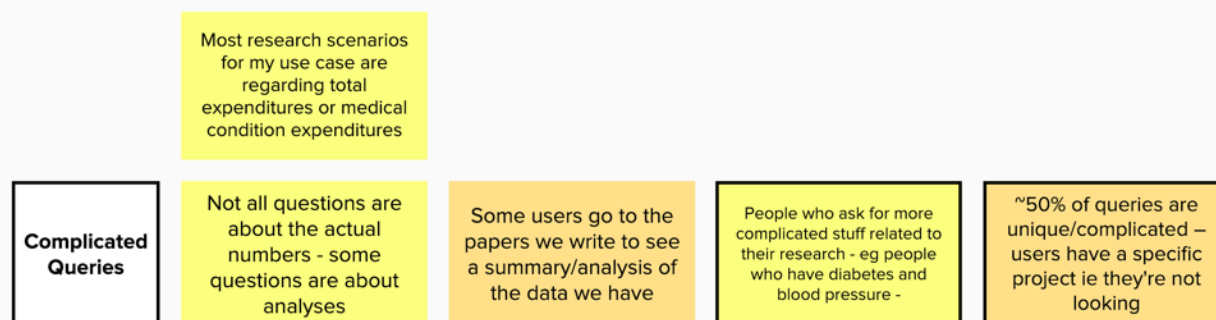 Most research scenarios
for my use case are
regarding total
expenditures or medical
condition expenditures
Complicated
Queries
Not all questions are
about the actual
numbers - some
questions are about
analyses
Some users go to the
papers we write to see
a summary/analysis of
the data we have
People who ask for more
complicated stuff related to
their research - eg people
who have diabetes and
blood pressure -
~50% of queries are
unique/complicated –
users have a specific
project ie they're not
looking